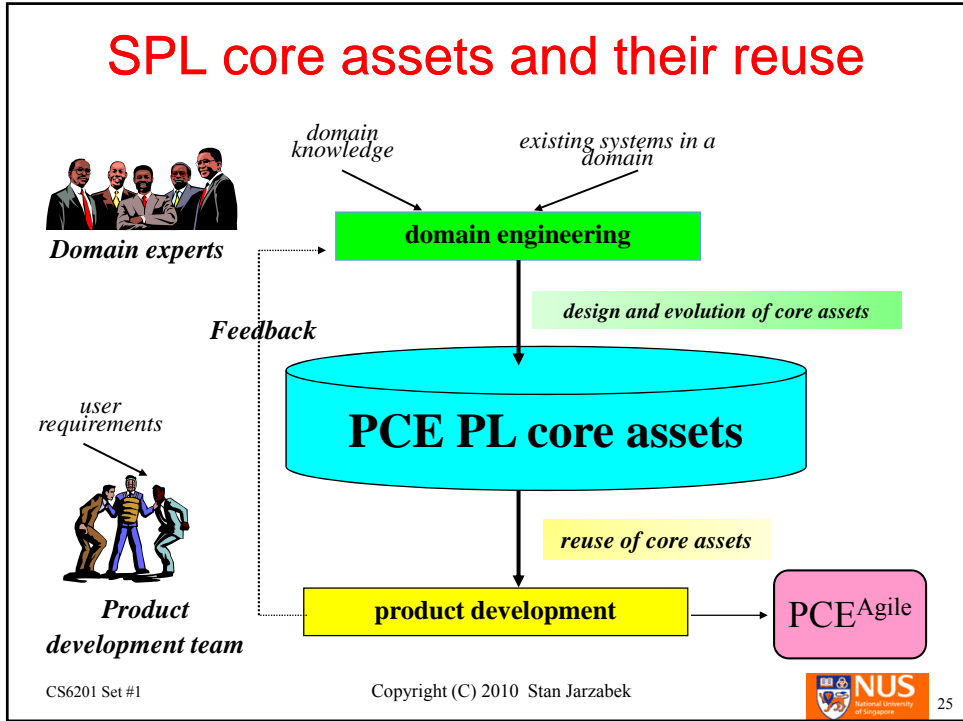 SPL core assets and their reuse
domain
knowledge
existing systems in a
domain
Domain experts
domain engineering
design and evolution of core assets
Feedback
user
requirements
PCE PL core assets
reuse of core assets
Product
development team
product development
PCE^Agile
CS6201 Set #1
Copyright (C) 2010 Stan Jarzabek
NUS
National University
of Singapore
25